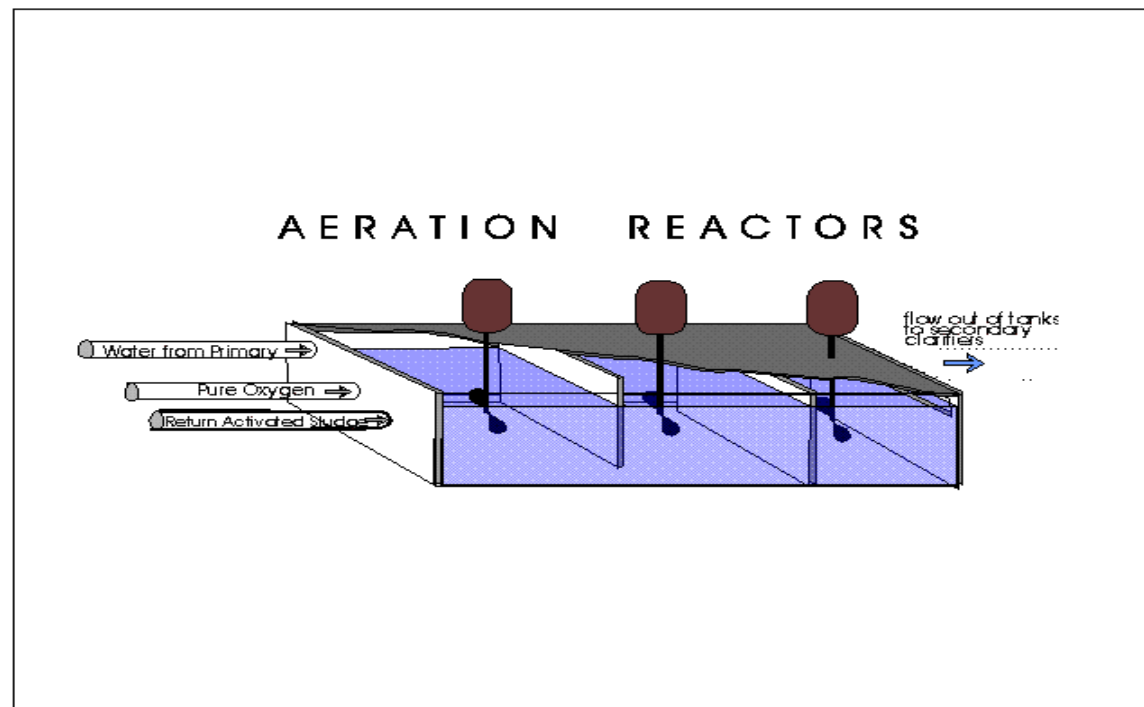 AERATION REACTORS
flow out of tanks
to secondary
clarifiers
Water from Primary
Pure Oxygen
Return Activated Sludge